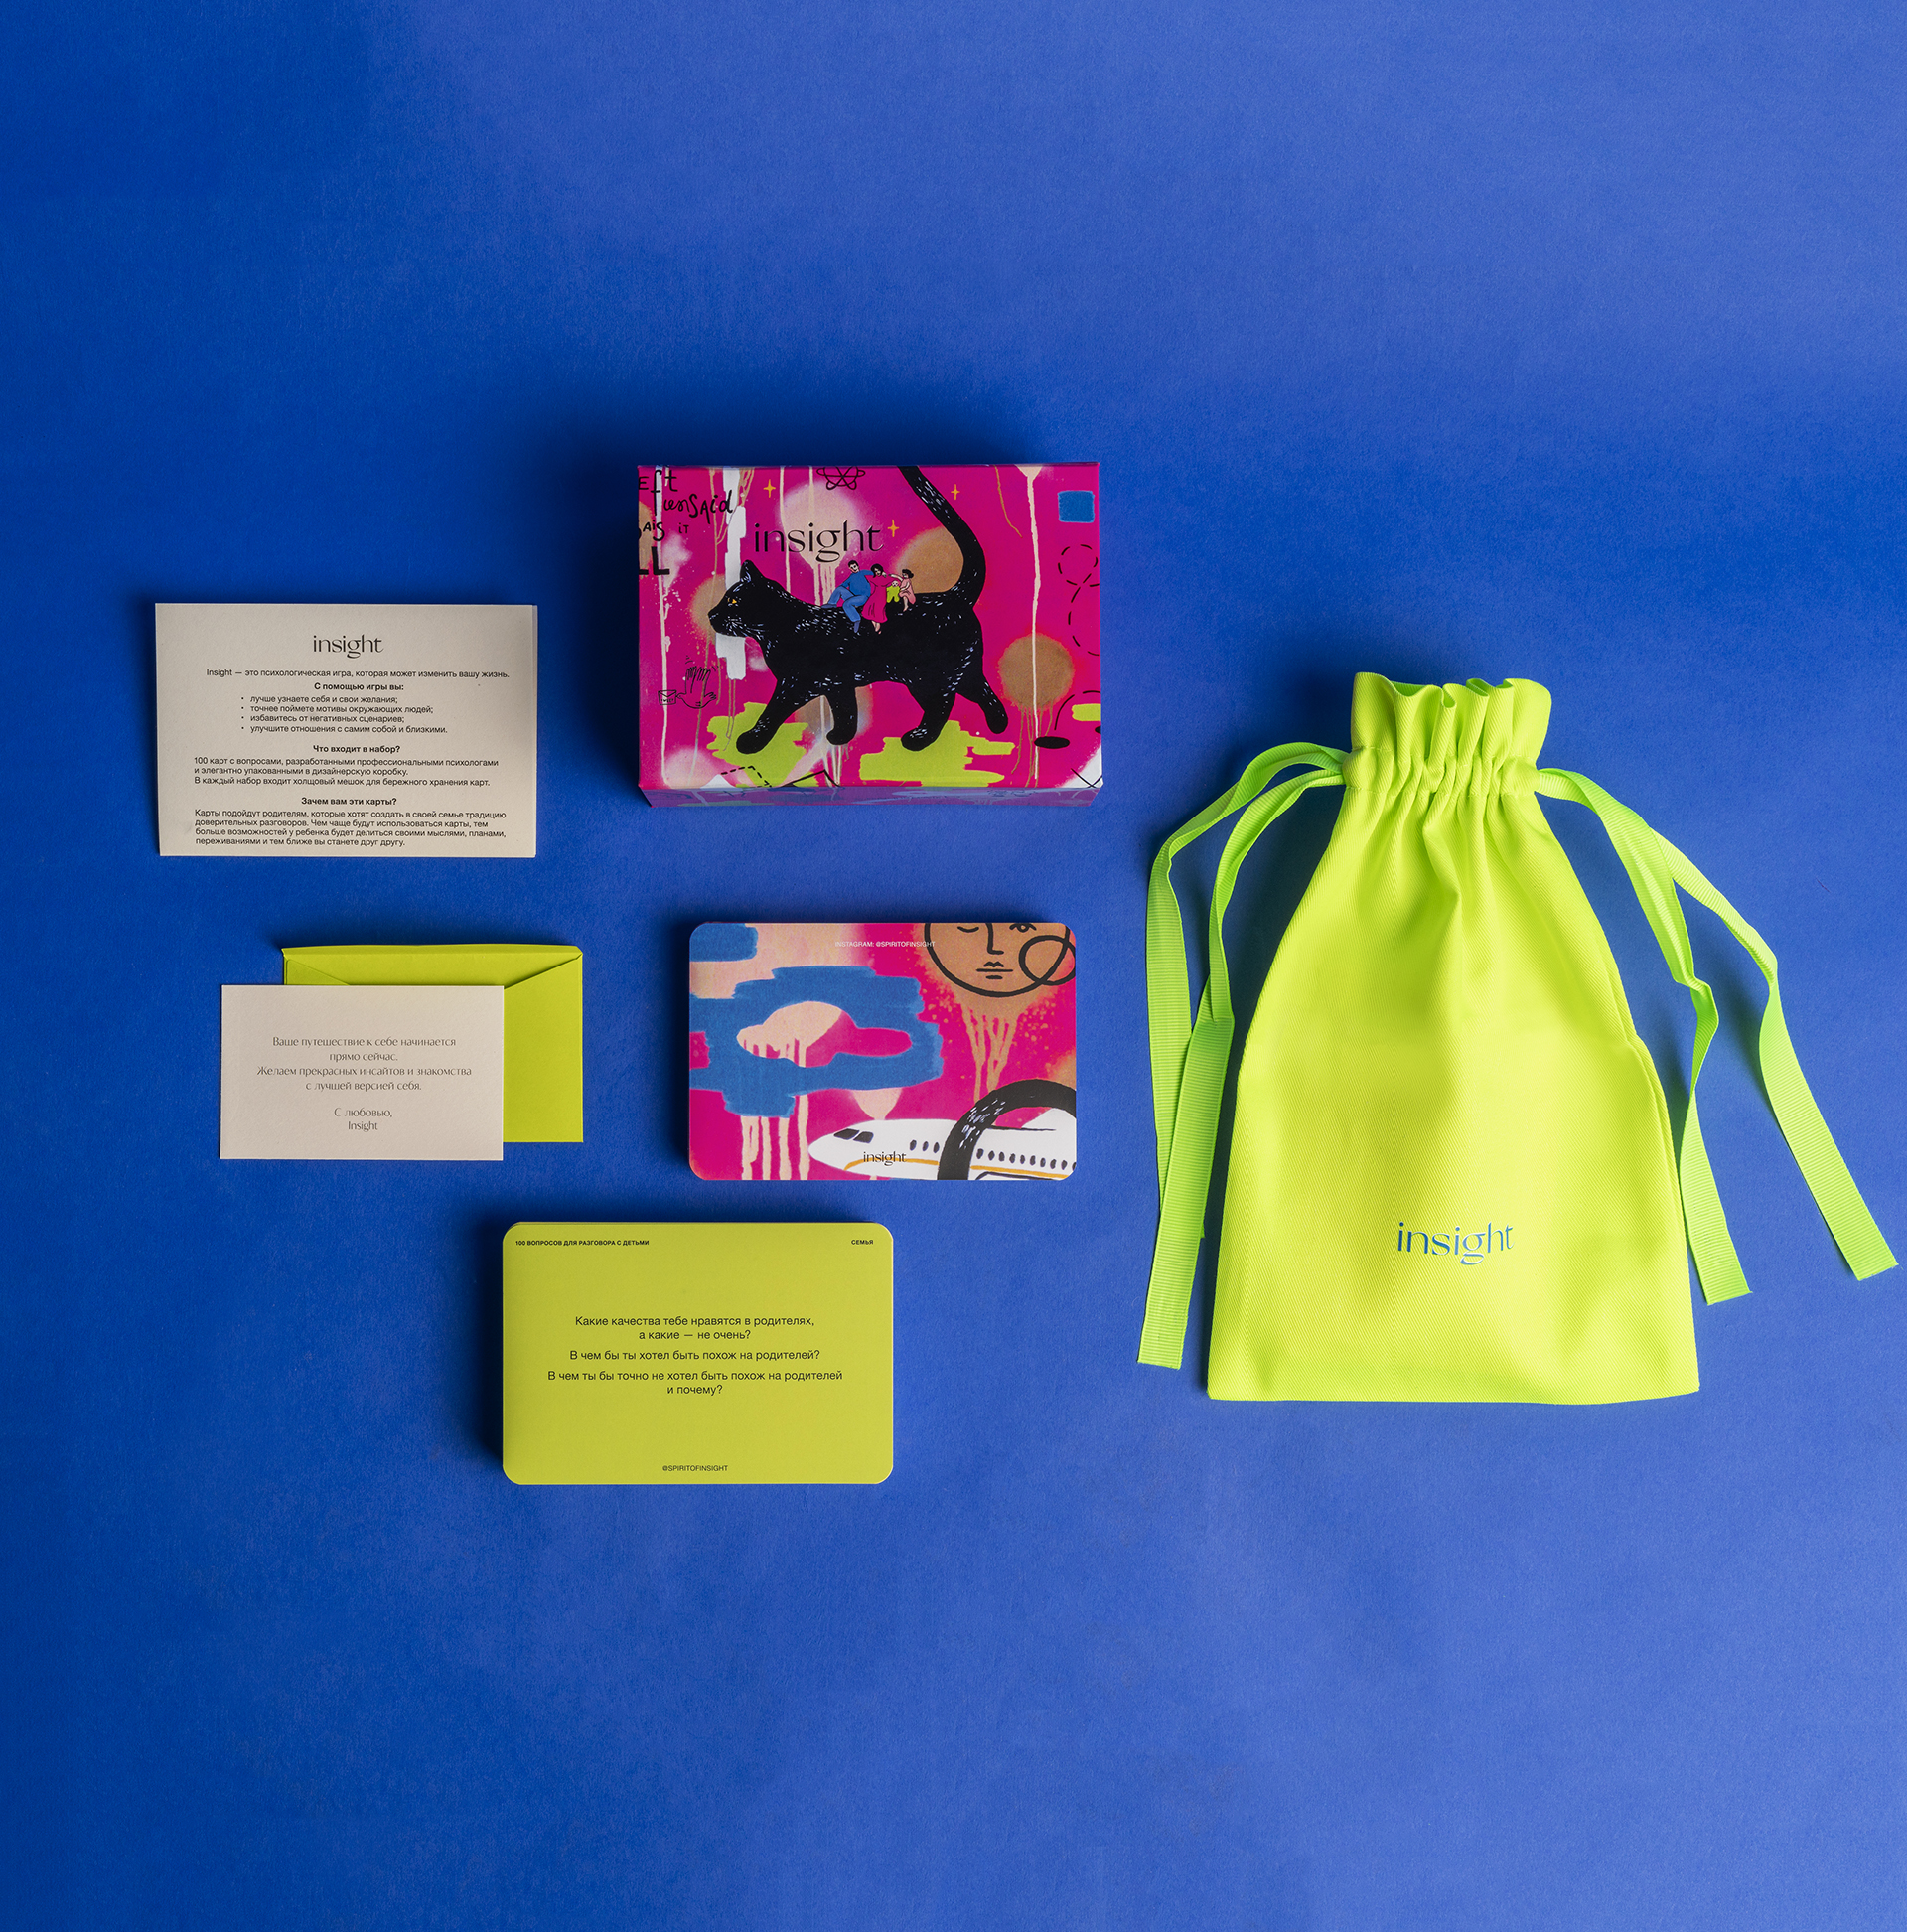 unsaid
IT
insight
insight
Insight — это психологическая игра, которая может изменить вашу жизнь.
С помощью игры вы:
• лучше узнаете себя и свои желания;
• точнее поймете мотивы окружающих людей;
• избавитесь от негативных сценариев;
• улучшите отношения с самим собой и близкими.
Что входит в набор?
100 карт с вопросами, разработанными профессиональными психологами
и элегантно упакованными в дизайнерскую коробку.
В каждый набор входит холщовый мешок для бережного хранения карт.
Зачем вам эти карты?
Карты подойдут родителям, которые хотят создать в своей семье традицию
доверительных разговоров. Чем чаще будут использоваться карты, тем
больше возможностей у ребенка будет делиться своими мыслями, планами,
переживаниями и тем ближе вы станете друг другу.
INSTAGRAM: @SPIRITOFINSIGHT
insight
Ваше путешествие к себе начинается
прямо сейчас.
Желаем прекрасных инсайтов и знакомства
с лучшей версией себя.
С любовью,
Insight
100 ВОПРОСОВ ДЛЯ РАЗГОВОРА С ДЕТЬМИ
СЕМЬЯ
Какие качества тебе нравятся в родителях,
а какие — не очень?
В чем бы ты хотел быть похож на родителей?
В чем ты бы точно не хотел быть похож на родителей
и почему?
@SPIRITOFINSIGHT
insight